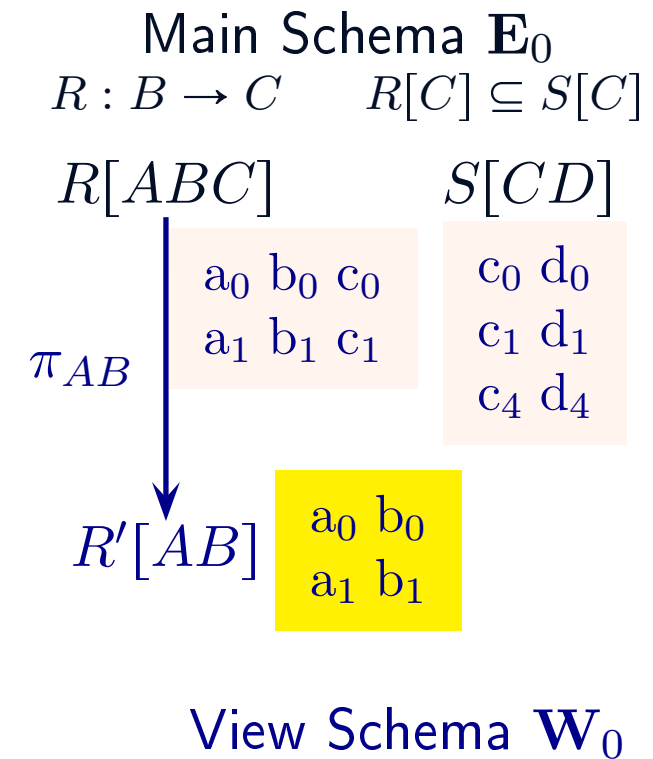 Main Schema E₀
R : B → C R[C] ⊆ S[C]
R[ABC] S[CD]
a₀ b₀ c₀
a₁ b₁ c₁
c₀ d₀
c₁ d₁
c₄ d₄
π_AB
R′[AB]
a₀ b₀
a₁ b₁
View Schema W₀